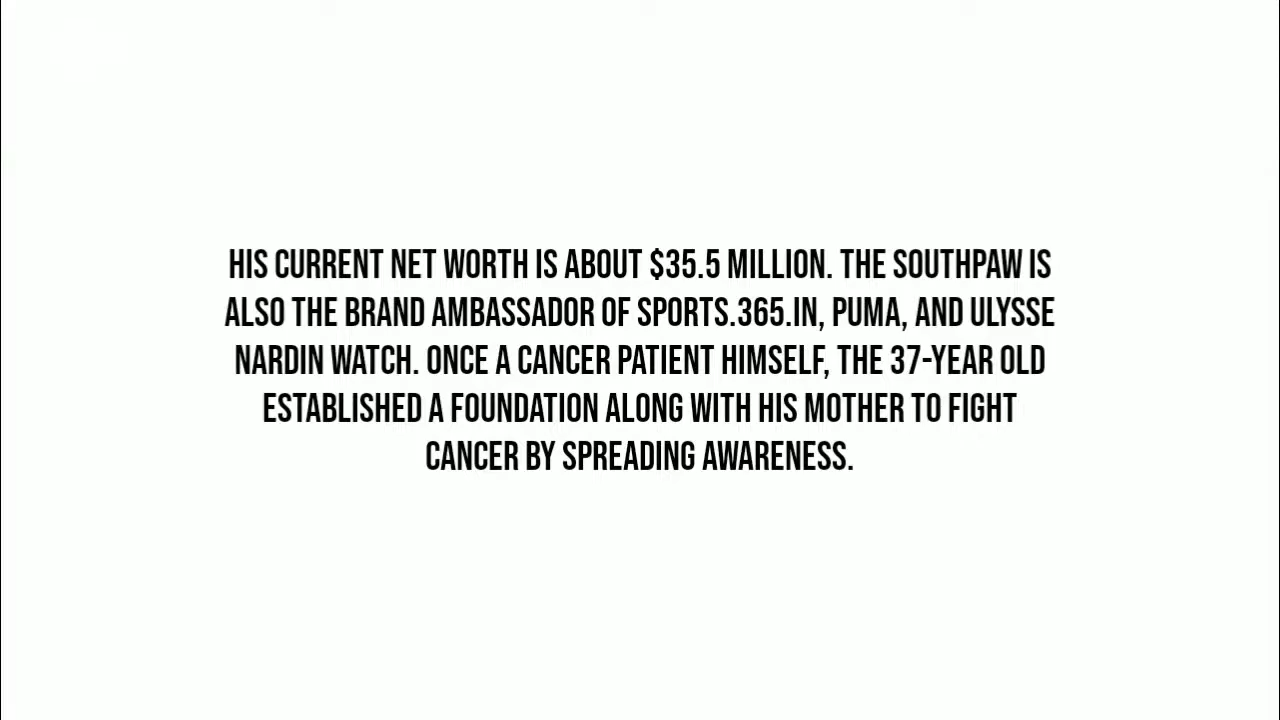 HIS CURRENT NET WORTH IS ABOUT $35.5 MILLION. THE SOUTHPAW IS
ALSO THE BRAND AMBASSADOR OF SPORTS.365.IN, PUMA, AND ULYSSE
NARDIN WATCH. ONCE A CANCER PATIENT HIMSELF, THE 37-YEAR OLD
ESTABLISHED A FOUNDATION ALONG WITH HIS MOTHER TO FIGHT
CANCER BY SPREADING AWARENESS.